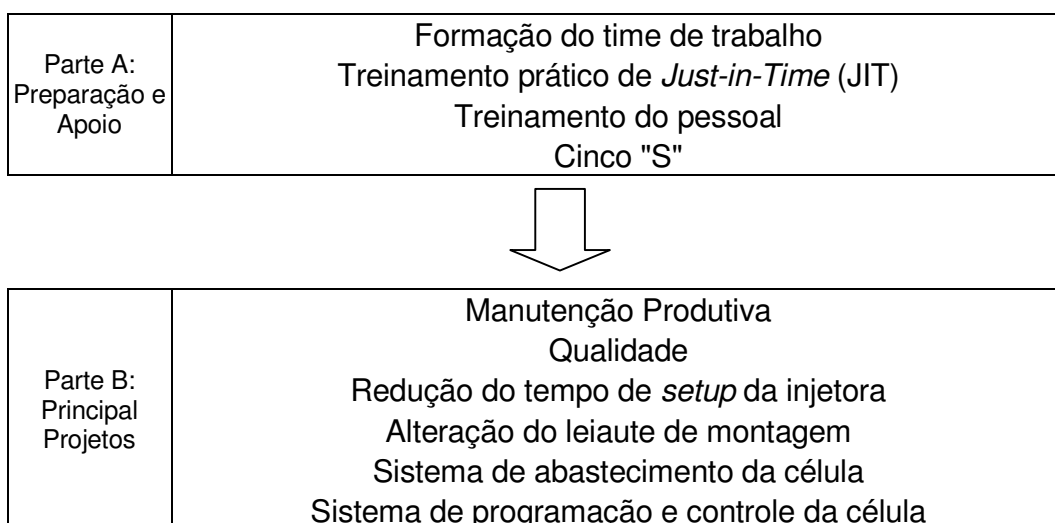 Parte A:
Preparação e
Apoio
Formação do time de trabalho
Treinamento prático de Just-in-Time (JIT)
Treinamento do pessoal
Cinco "S"
Parte B:
Principal
Projetos
Manutenção Produtiva
Qualidade
Redução do tempo de setup da injetora
Alteração do leiaute de montagem
Sistema de abastecimento da célula
Sistema de programação e controle da célula